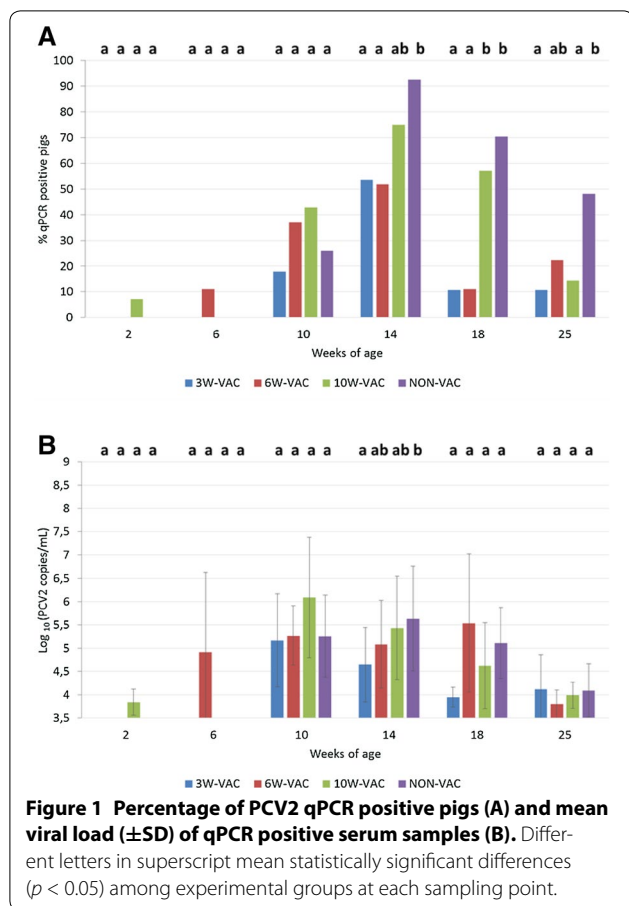 A
a a a a a a a a a a a a a a ab b a a b b a ab a b
100
90
80
70
60
50
40
30
20
10
0
% qPCR positive pigs
2 6 10 14 18 25
Weeks of age
3W-VAC 6W-VAC 10W-VAC NON-VAC
B
a a a a a a a a a a a a a ab ab b a a a a a a a a
9
8,5
8
7,5
7
6,5
6
5,5
5
4,5
4
3,5
Log 10 (PCV2 copies/mL)
2 6 10 14 18 25
Weeks of age
3W-VAC 6W-VAC 10W-VAC NON-VAC
Figure 1 Percentage of PCV2 qPCR positive pigs (A) and mean
viral load (±SD) of qPCR positive serum samples (B). Differ-
ent letters in superscript mean statistically significant differences
(p < 0.05) among experimental groups at each sampling point.